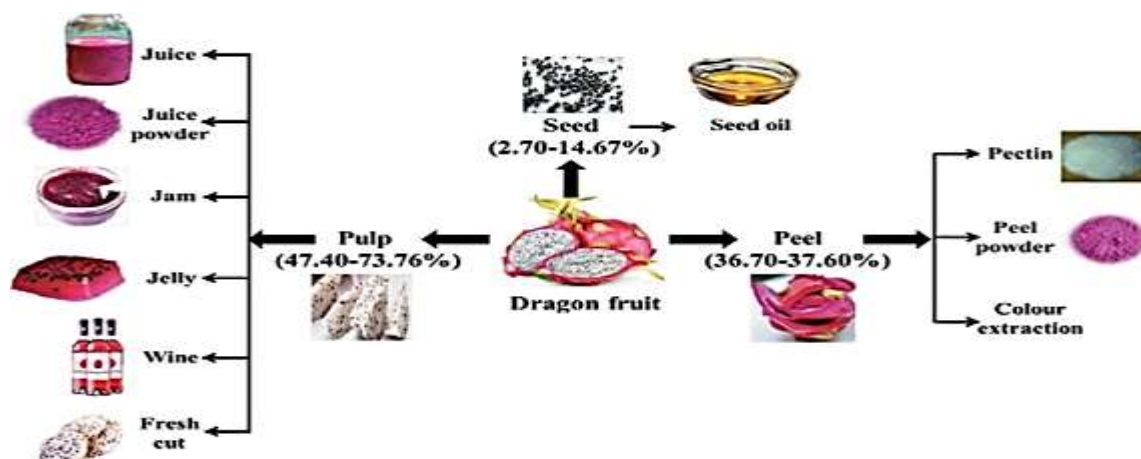 Juice
Juice
powder
Jam
Jelly
Wine
Fresh
cut
Pulp
(47.40-73.76%)
Seed
(2.70-14.67%)
Seed oil
Dragon fruit
Peel
(36.70-37.60%)
Pectin
Peel
powder
Colour
extraction